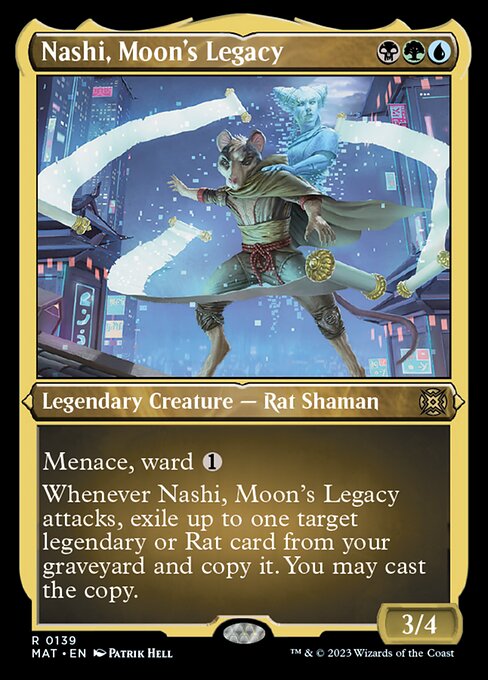 Nashi, Moon's Legacy
Legendary Creature — Rat Shaman
Menace, ward 1
Whenever Nashi, Moon's Legacy
attacks, exile up to one target
legendary or Rat card from your
graveyard and copy it. You may cast
the copy.
3/4
R 0139
MAT • EN Patrik Hell
™ & © 2023 Wizards of the Coast